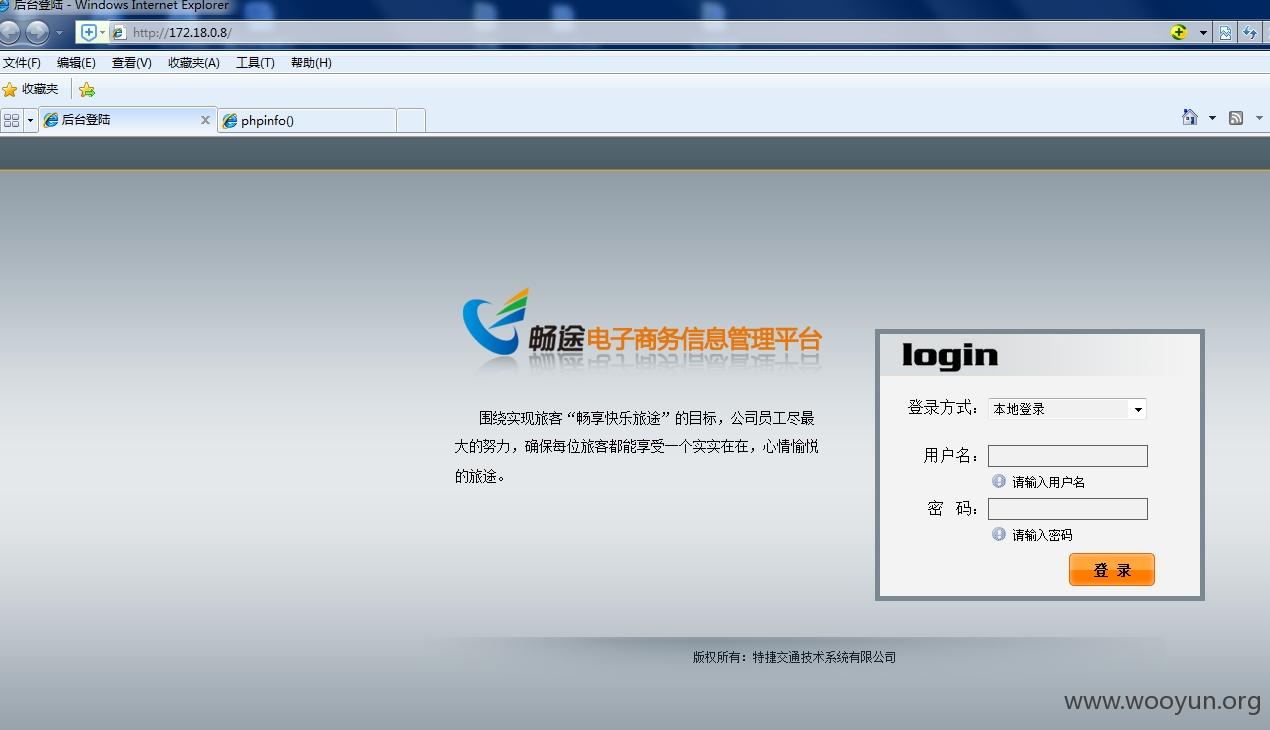 后台登陆 - Windows Internet Explorer
http://172.18.0.8/
文件(F) 编辑(E) 查看(V) 收藏夹(A) 工具(T) 帮助(H)
收藏夹
后台登陆 phpinfo()
畅途电子商务信息管理平台
围绕实现旅客“畅享快乐旅途”的目标，公司员工尽最
大的努力，确保每位旅客都能享受一个实实在在，心情愉悦
的旅途。
login
登录方式： 本地登录
用户名：
请输入用户名
密 码：
请输入密码
登 录
版权所有：特捷交通技术系统有限公司
www.wooyun.org